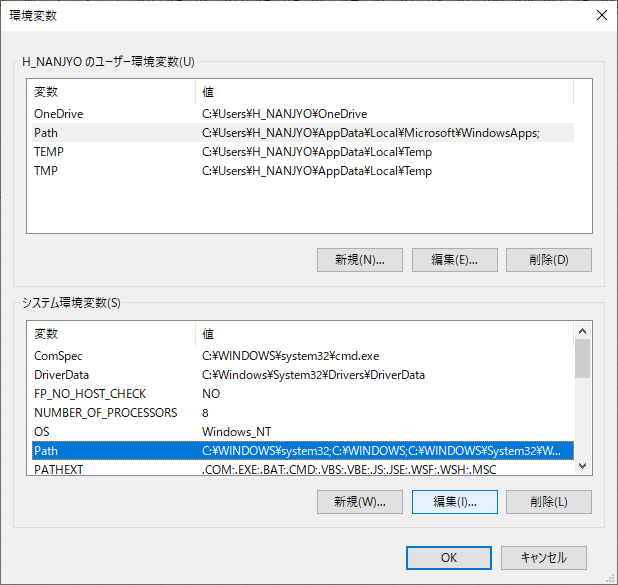 環境変数
H_NANJYO のユーザー環境変数(U)
変数 値
OneDrive C:¥Users¥H_NANJYO¥OneDrive
Path C:¥Users¥H_NANJYO¥AppData¥Local¥Microsoft¥WindowsApps;
TEMP C:¥Users¥H_NANJYO¥AppData¥Local¥Temp
TMP C:¥Users¥H_NANJYO¥AppData¥Local¥Temp
新規(N)... 編集(E)... 削除(D)
システム環境変数(S)
変数 値
ComSpec C:¥WINDOWS¥system32¥cmd.exe
DriverData C:¥Windows¥System32¥Drivers¥DriverData
FP_NO_HOST_CHECK NO
NUMBER_OF_PROCESSORS 8
OS Windows_NT
Path C:¥WINDOWS¥system32;C:¥WINDOWS;C:¥WINDOWS¥System32¥W...
PATHEXT .COM;.EXE;.BAT;.CMD;.VBS;.VBE;.JS;.JSE;.WSF;.WSH;.MSC
新規(W)... 編集(I)... 削除(L)
OK キャンセル